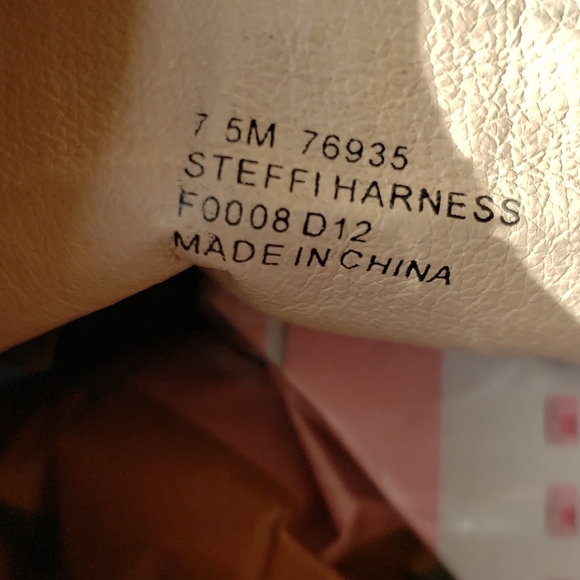 7 5M 76935
STEFFI HARNESS
F0008 D12
MADE IN CHINA